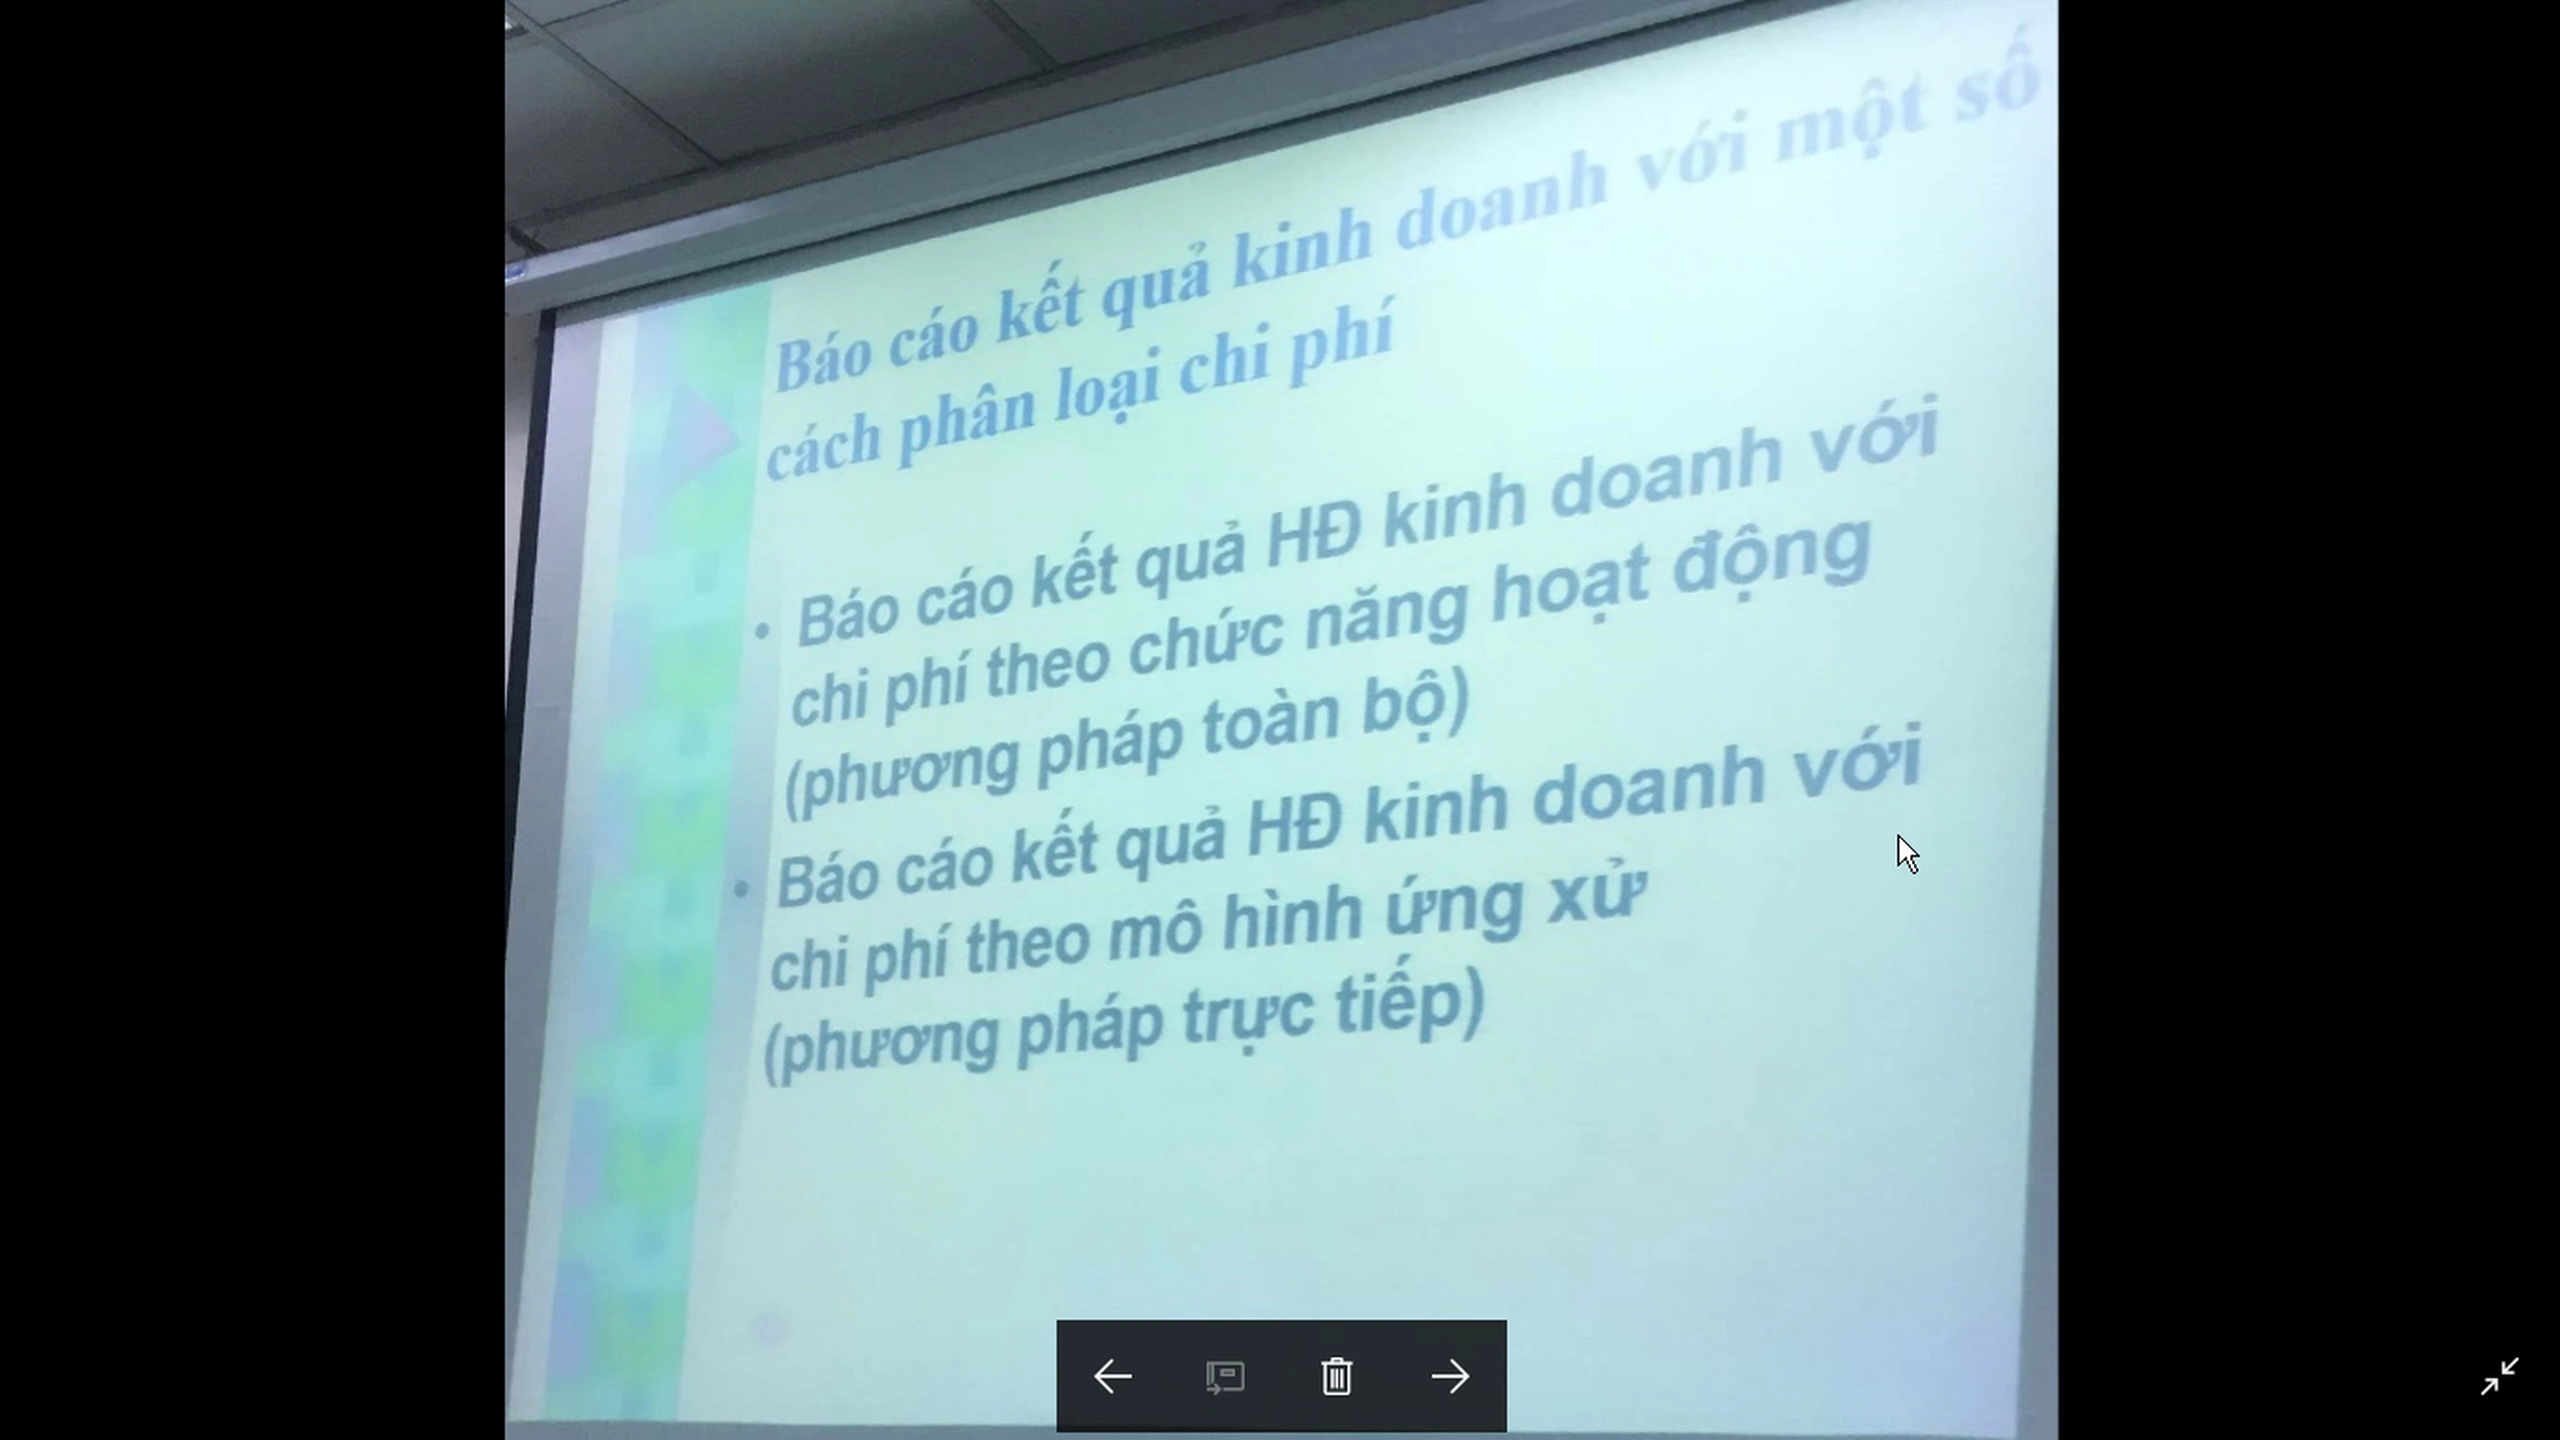 Báo cáo kết quả kinh doanh với một số
cách phân loại chi phí
• Báo cáo kết quả HĐ kinh doanh với
chi phí theo chức năng hoạt động
(phương pháp toàn bộ)
• Báo cáo kết quả HĐ kinh doanh với
chi phí theo mô hình ứng xử
(phương pháp trực tiếp)